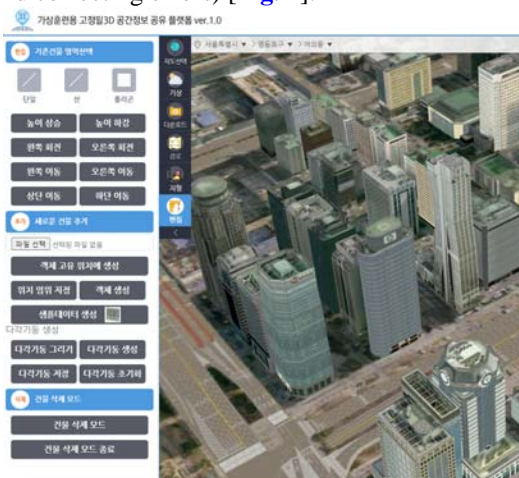 가상훈련용 고정밀3D 공간정보 공유 플랫폼 ver.1.0
편집 기존건물 영역선택
단일 선 폴리곤
높이 상승 높이 하강
왼쪽 회전 오른쪽 회전
왼쪽 이동 오른쪽 이동
상단 이동 하단 이동
추가 새로운 건물 추가
파일 선택 선택된 파일 없음
객체 고유 위치에 생성
위치 임의 지정 객체 생성
샘플데이터 생성
다각기둥 생성
다각기둥 그리기 다각기둥 생성
다각기둥 저장 다각기둥 초기화
삭제 건물 삭제 모드
건물 삭제 모드
건물 삭제 모드 종료
지도선택
기상
다운로드
경로
지형
편집
서울특별시 > 영등포구 > 여의동